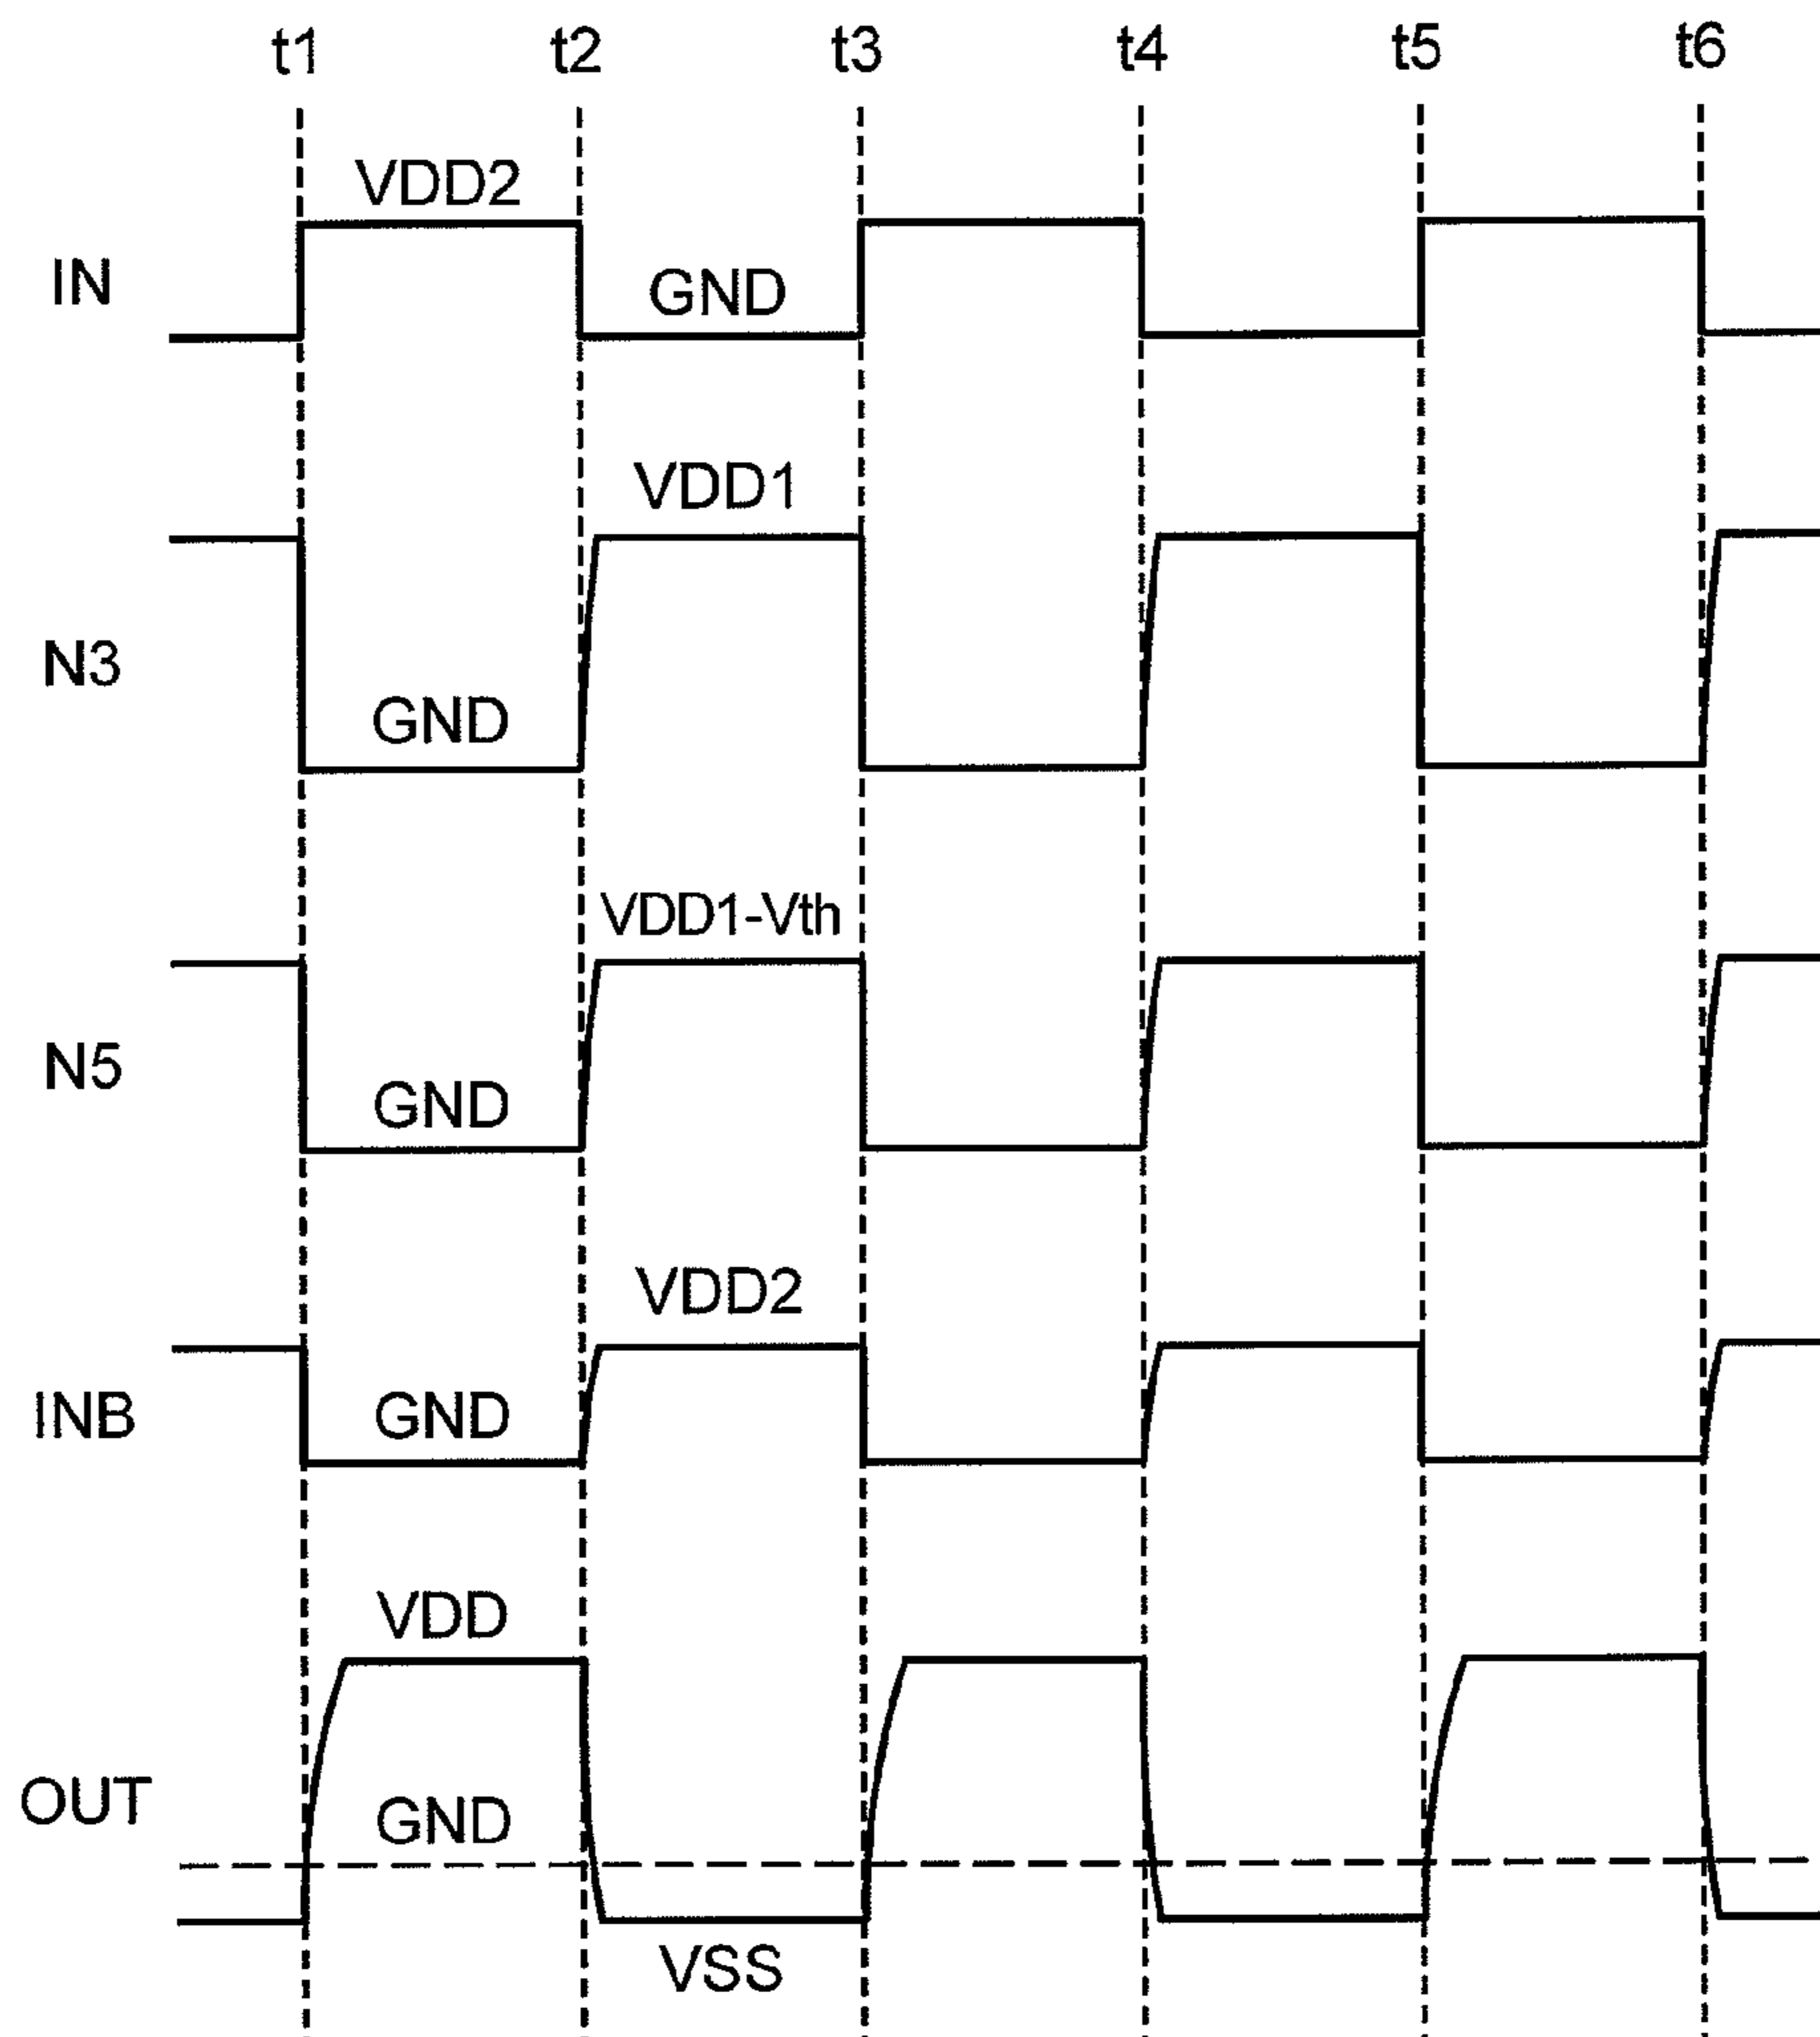 t1 t2 t3 t4 t5 t6
VDD2
IN GND
VDD1
N3
GND
VDD1-Vth
N5
GND
VDD2
INB GND
VDD
OUT GND
VSS